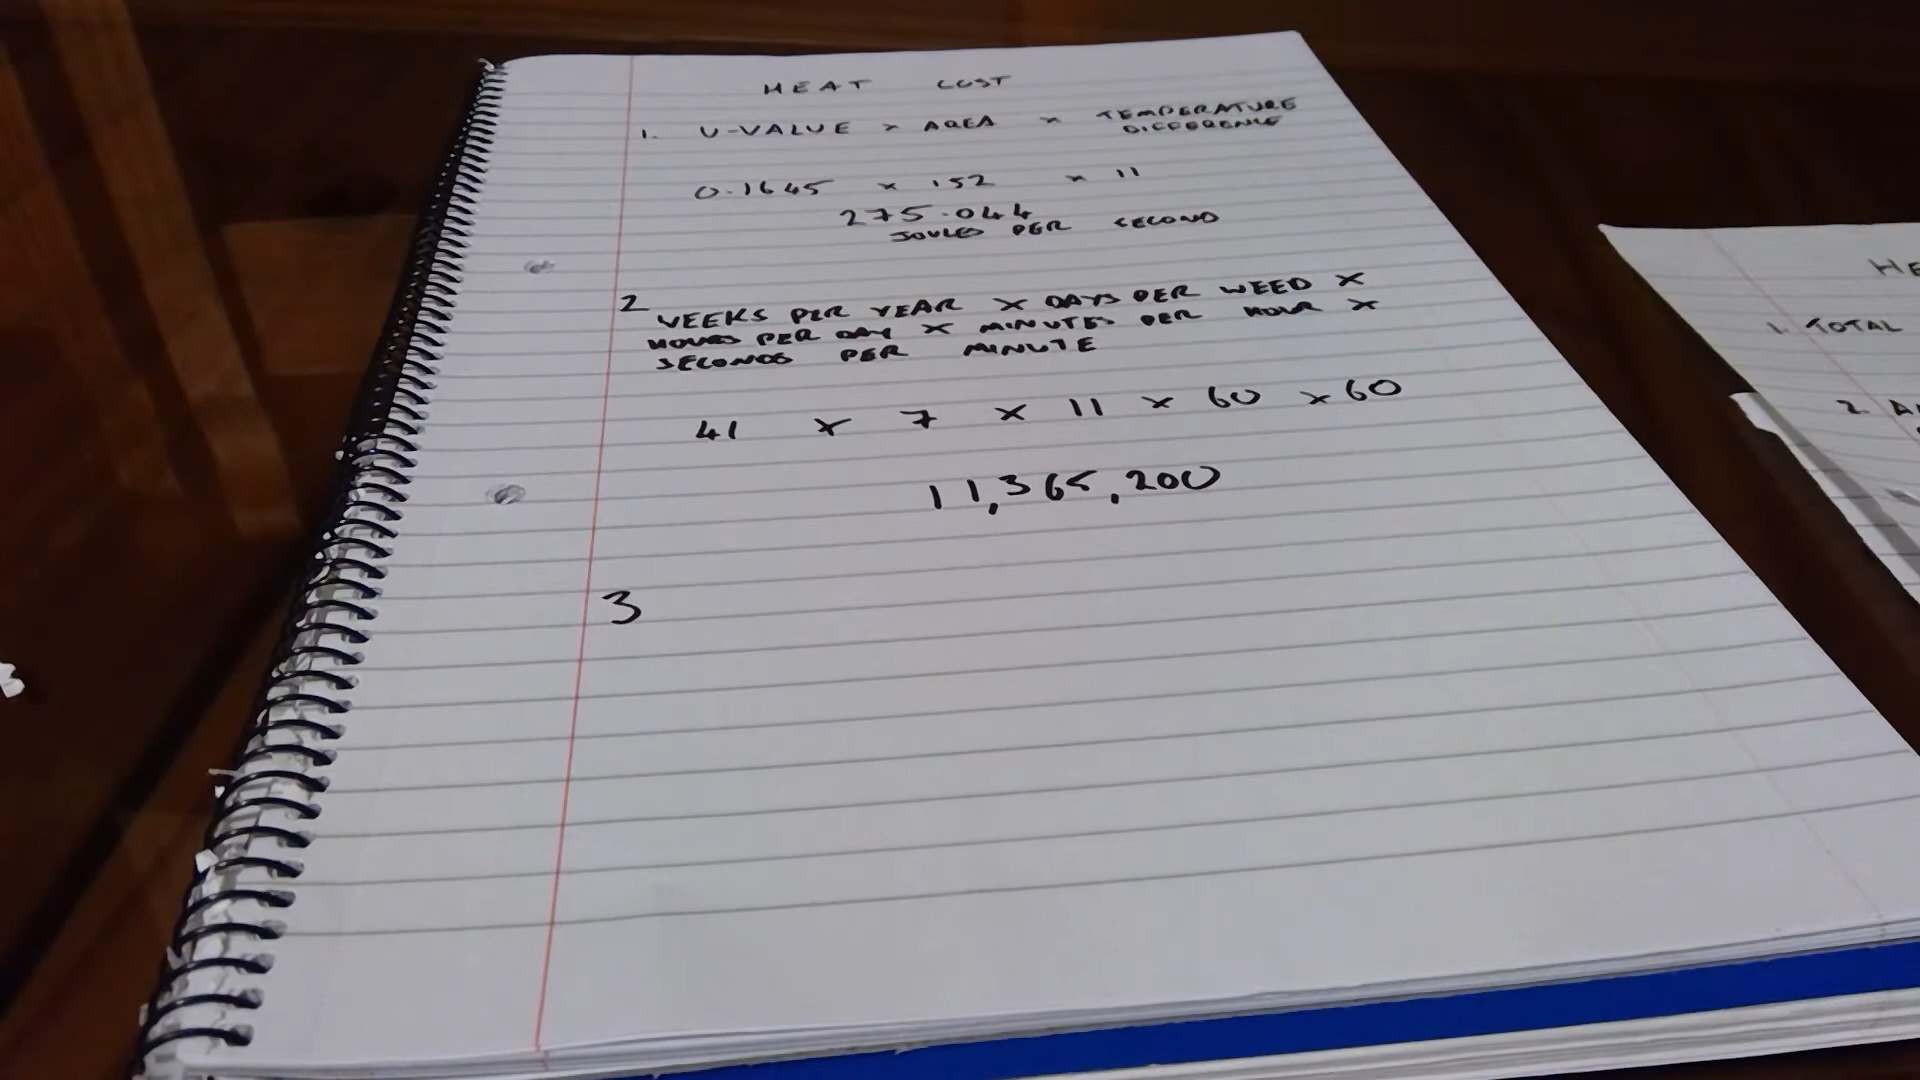 HEAT COST
1. U-VALUE × AREA × TEMPERATURE
DIFFERENCE
0.1645 × 152 × 11
275.044
JOULES PER SECOND
2
WEEKS PER YEAR × DAYS PER WEED ×
HOURS PER DAY × MINUTES PER HOUR ×
SECONDS PER MINUTE
41 × 7 × 11 × 60 × 60
11,365,200
3
HE
1. TOTAL
2. A